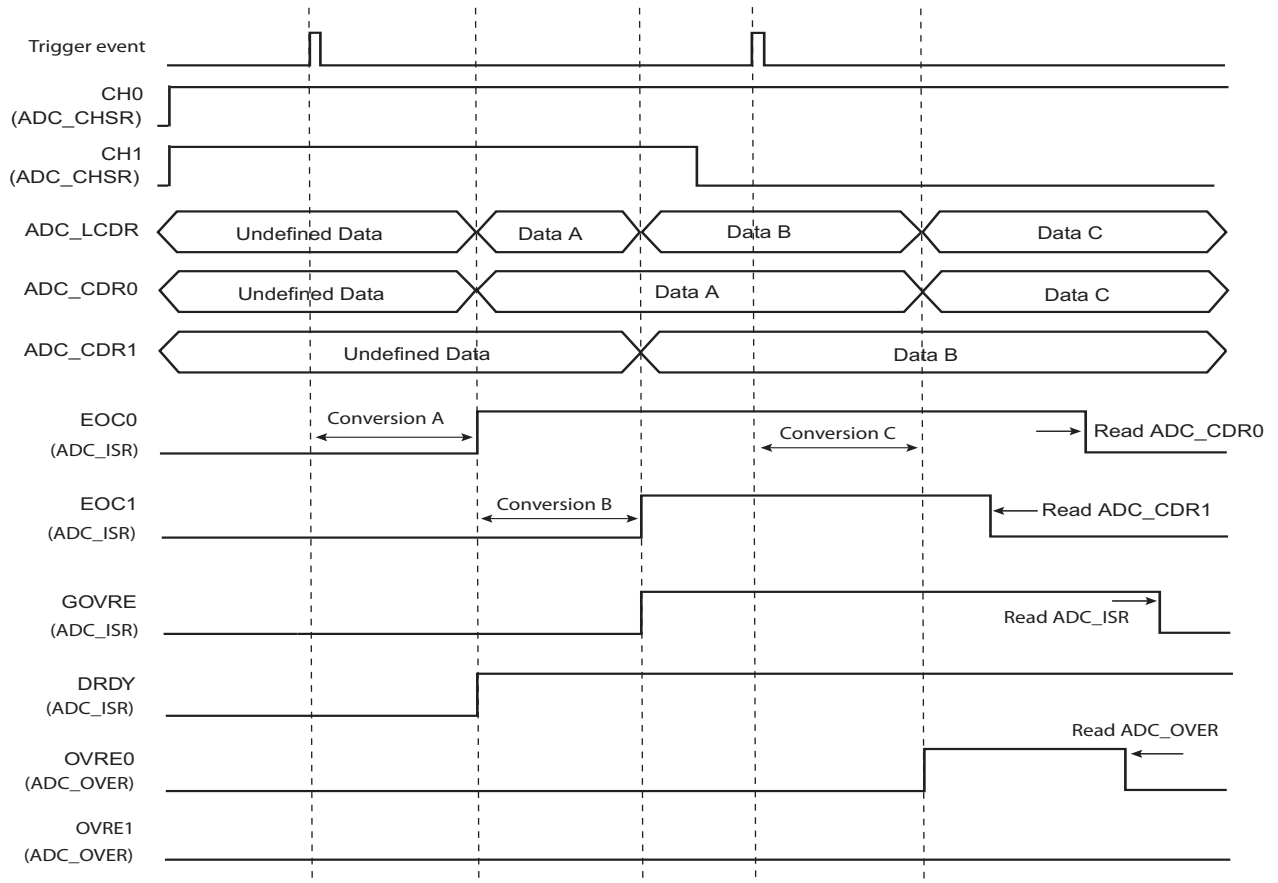 Trigger event
CH0
(ADC_CHSR)
CH1
(ADC_CHSR)
ADC_LCDR
Undefined Data
Data A
Data B
Data C
ADC_CDR0
Undefined Data
Data A
Data C
ADC_CDR1
Undefined Data
Data B
EOC0
(ADC_ISR)
Conversion A
Conversion C
Read ADC_CDR0
EOC1
(ADC_ISR)
Conversion B
Read ADC_CDR1
GOVRE
(ADC_ISR)
Read ADC_ISR
DRDY
(ADC_ISR)
Read ADC_OVER
OVRE0
(ADC_OVER)
OVRE1
(ADC_OVER)